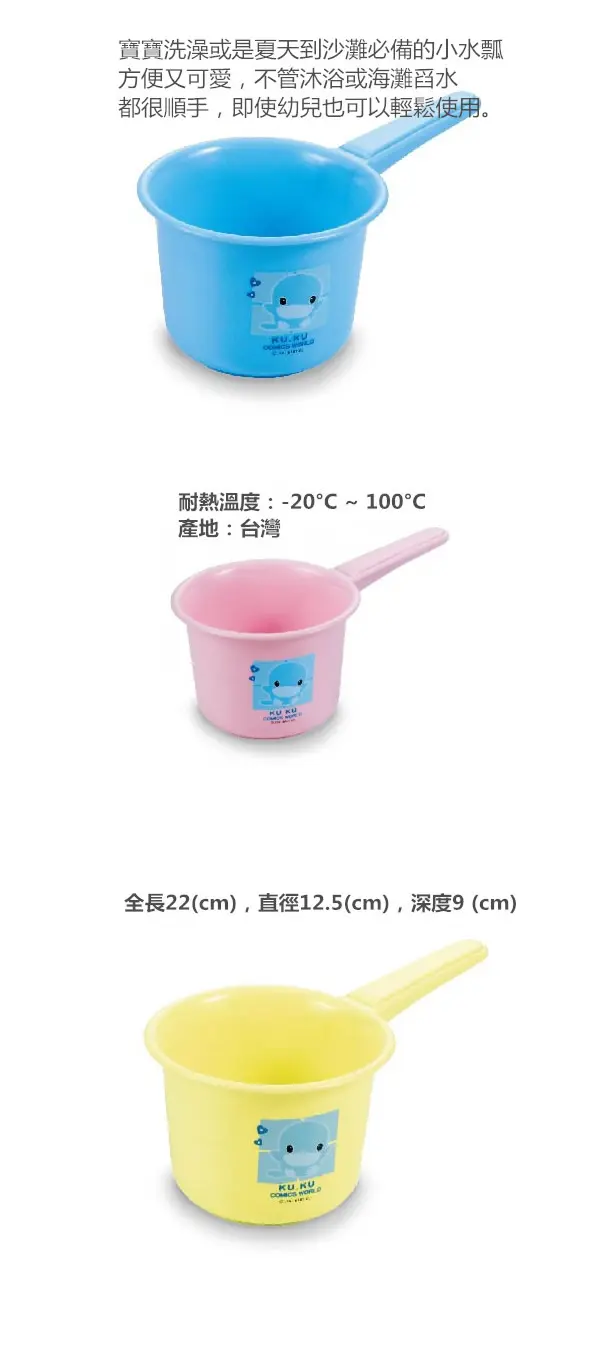 寶寶洗澡或是夏天到沙灘必備的小水瓢
方便又可愛，不管沐浴或海灘舀水
都很順手，即使幼兒也可以輕鬆使用。
KU.KU
COMICS WORLD
耐熱溫度：-20°C ~ 100°C
產地：台灣
KU.KU
COMICS WORLD
全長22(cm)，直徑12.5(cm)，深度9 (cm)
KU.KU
COMICS WORLD